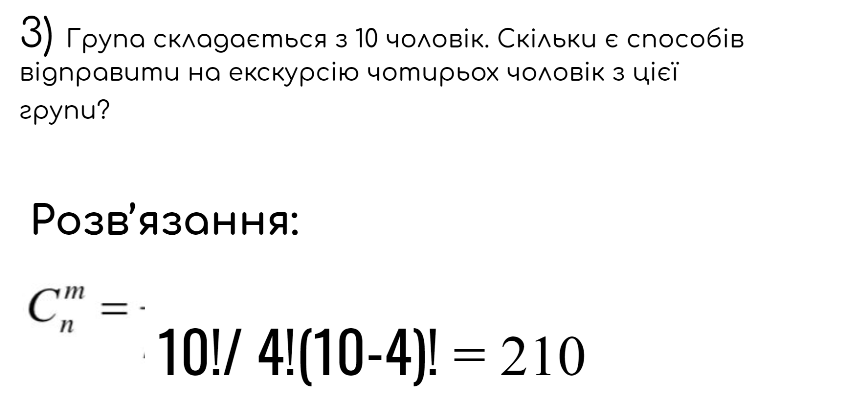 3) Група складається з 10 чоловік. Скільки є способів
відправити на екскурсію чотирьох чоловік з цієї
групи?
Розв’язання:
C_n^m =
10!/ 4!(10-4)! = 210